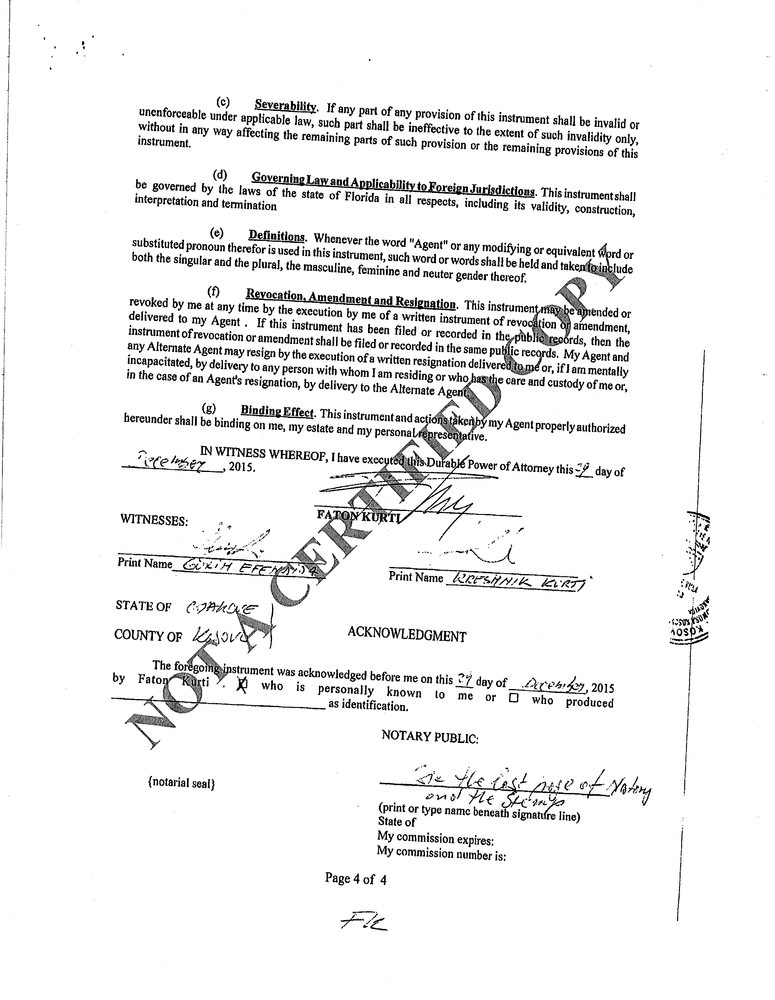 (c) Severability. If any part of any provision of this instrument shall be invalid or
unenforceable under applicable law, such part shall be ineffective to the extent of such invalidity only,
without in any way affecting the remaining parts of such provision or the remaining provisions of this
instrument.
(d) Governing Law and Applicability to Foreign Jurisdictions. This instrument shall
be governed by the laws of the state of Florida in all respects, including its validity, construction,
interpretation and termination
(e) Definitions. Whenever the word "Agent" or any modifying or equivalent word or
substituted pronoun therefor is used in this instrument, such word or words shall be held and taken to include
both the singular and the plural, the masculine, feminine and neuter gender thereof.
(f) Revocation, Amendment and Resignation. This instrument may be amended or
revoked by me at any time by the execution by me of a written instrument of revocation or amendment,
delivered to my Agent . If this instrument has been filed or recorded in the public records, then the
instrument of revocation or amendment shall be filed or recorded in the same public records. My Agent and
any Alternate Agent may resign by the execution of a written resignation delivered to me or, if I am mentally
incapacitated, by delivery to any person with whom I am residing or who has the care and custody of me or,
in the case of an Agent's resignation, by delivery to the Alternate Agent.
(g) Binding Effect. This instrument and actions taken by my Agent properly authorized
hereunder shall be binding on me, my estate and my personal representative.
IN WITNESS WHEREOF, I have executed this Durable Power of Attorney this 29 day of
December, 2015.
FATON KURTI
WITNESSES:
Print Name EFENDIJA
Print Name KRESHNIK KURTI
STATE OF
COUNTY OF Kosovo
ACKNOWLEDGMENT
The foregoing instrument was acknowledged before me on this 29 day of December, 2015
by Faton Kurti . who is personally known to me or who produced
as identification.
NOTARY PUBLIC:
{notarial seal}
the last page of Notary
and the Stemp
(print or type name beneath signature line)
State of
My commission expires:
My commission number is:
Page 4 of 4
FK
NOT A CERTIFIED COPY